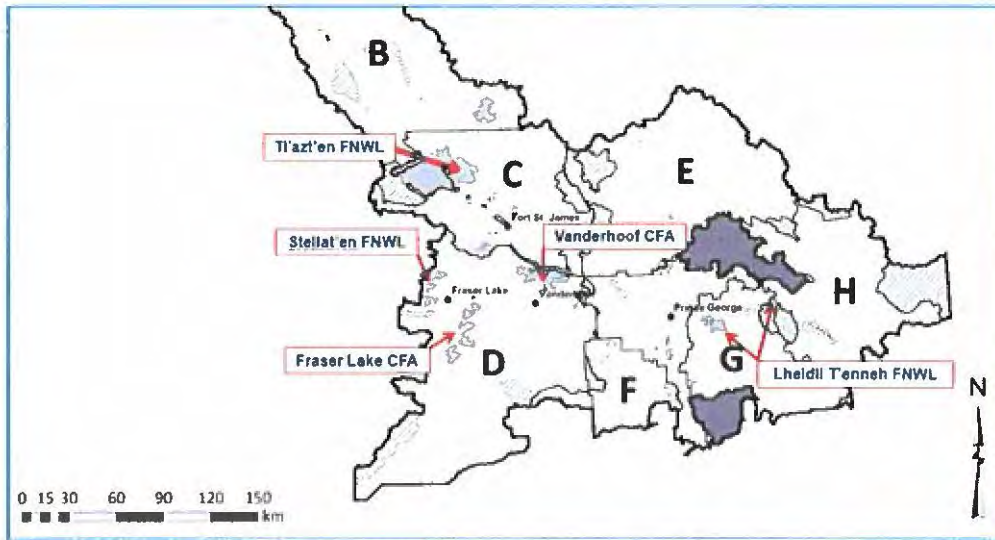 B
Tl'azt'en FNWL
C
E
Fort St. James
Stellat'en FNWL
Vanderhoof CFA
Fraser Lake
H
Prince George
Fraser Lake CFA
D
G
F
Lheidli T'enneh FNWL
N
0 15 30 60 90 120 150
km